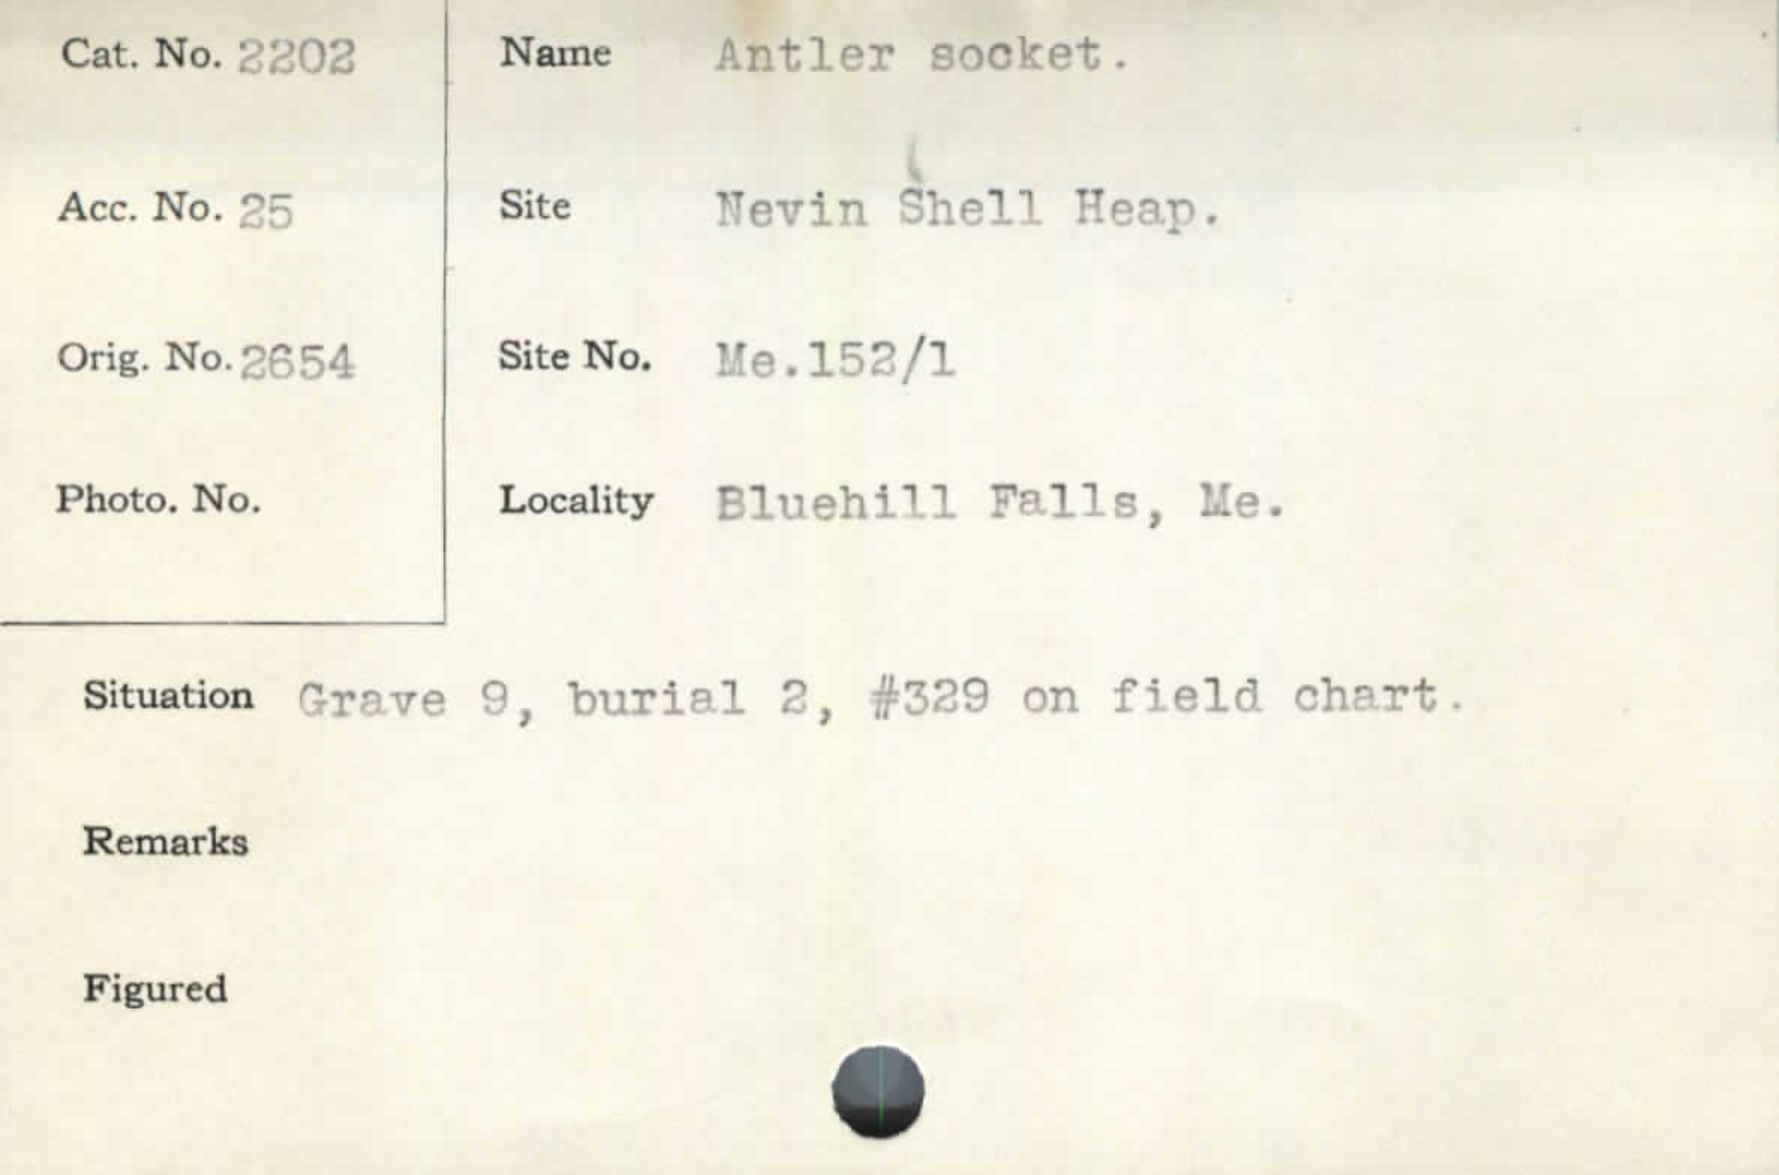 Cat. No. 2202
Name Antler socket.
Acc. No. 25
Site Nevin Shell Heap.
Orig. No. 2654
Site No. Me.152/1
Photo. No.
Locality Bluehill Falls, Me.
Situation Grave 9, burial 2, #329 on field chart.
Remarks
Figured